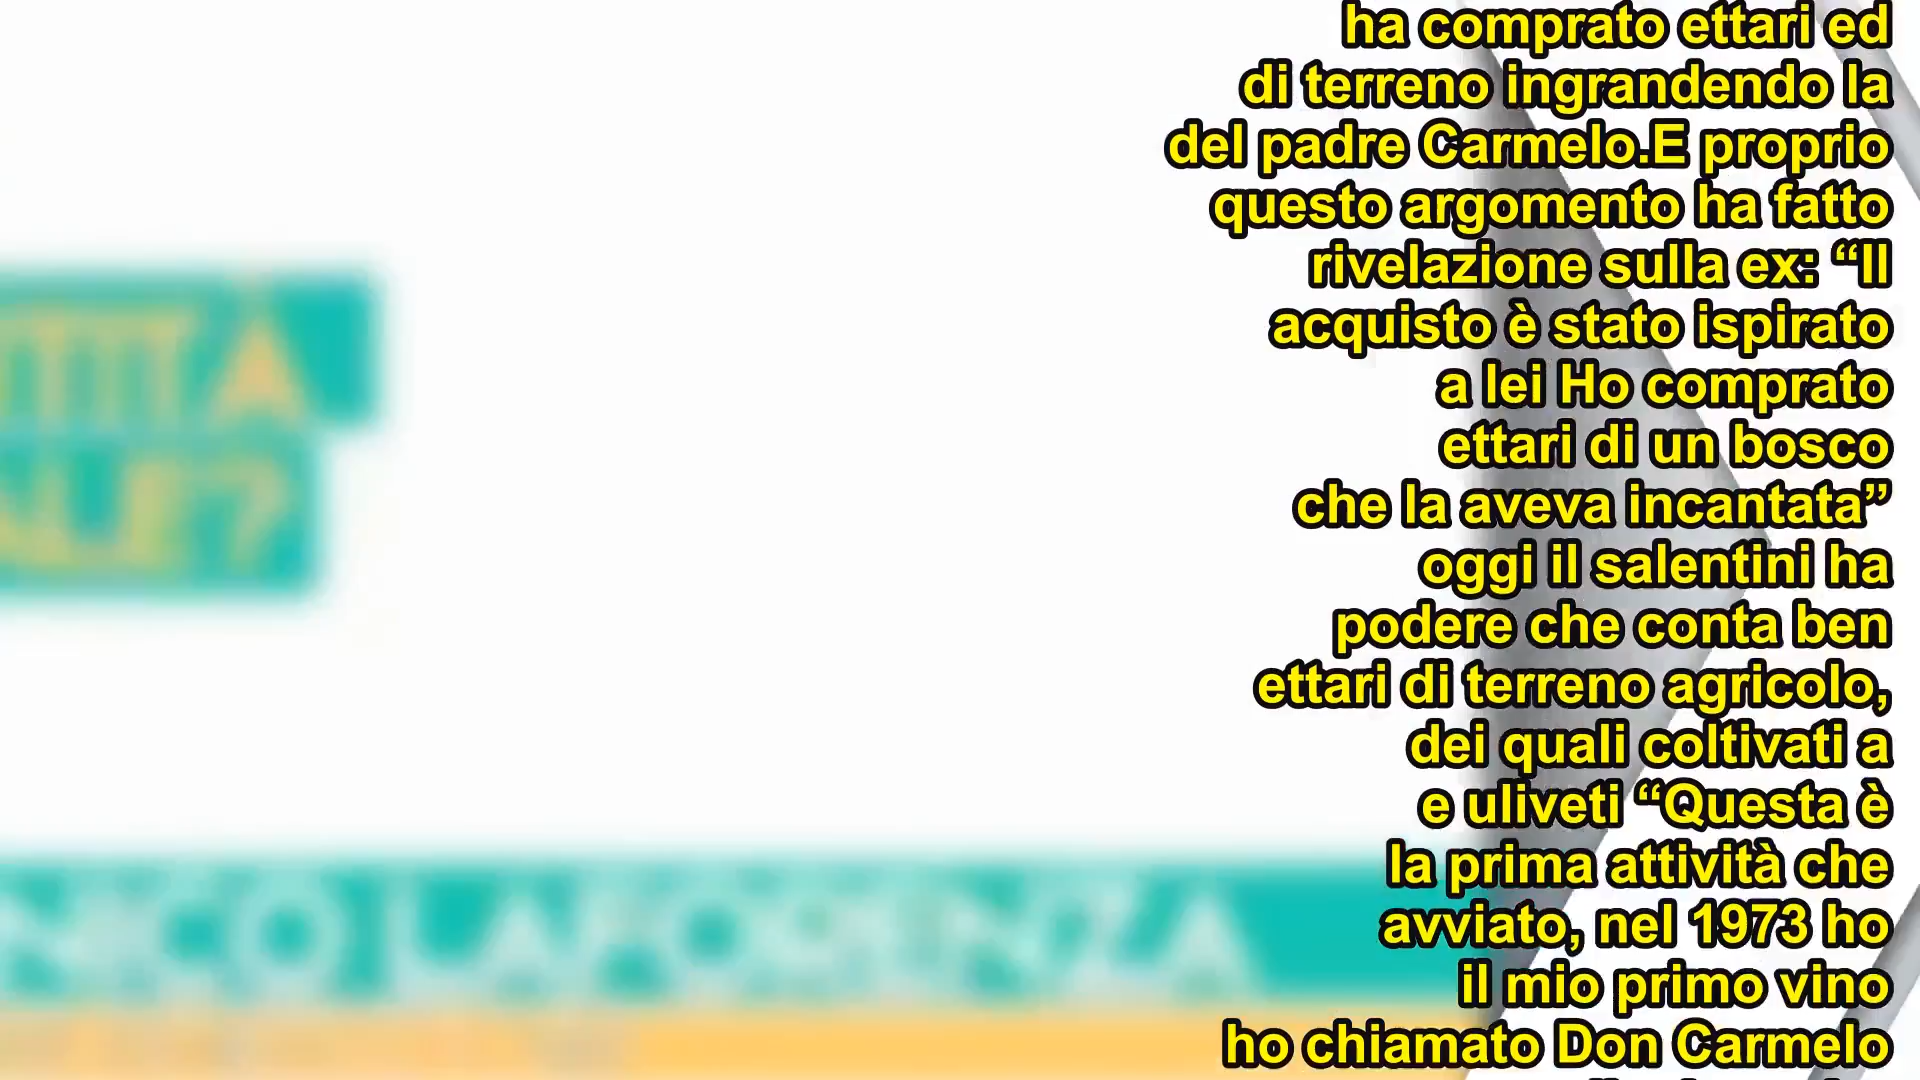 ha comprato ettari ed
di terreno ingrandendo la
del padre Carmelo.E proprio
questo argomento ha fatto
rivelazione sulla ex: “Il
acquisto è stato ispirato
a lei Ho comprato
ettari di un bosco
che la aveva incantata”
oggi il salentini ha
podere che conta ben
ettari di terreno agricolo,
dei quali coltivati a
e uliveti “Questa è
la prima attività che
avviato, nel 1973 ho
il mio primo vino
ho chiamato Don Carmelo